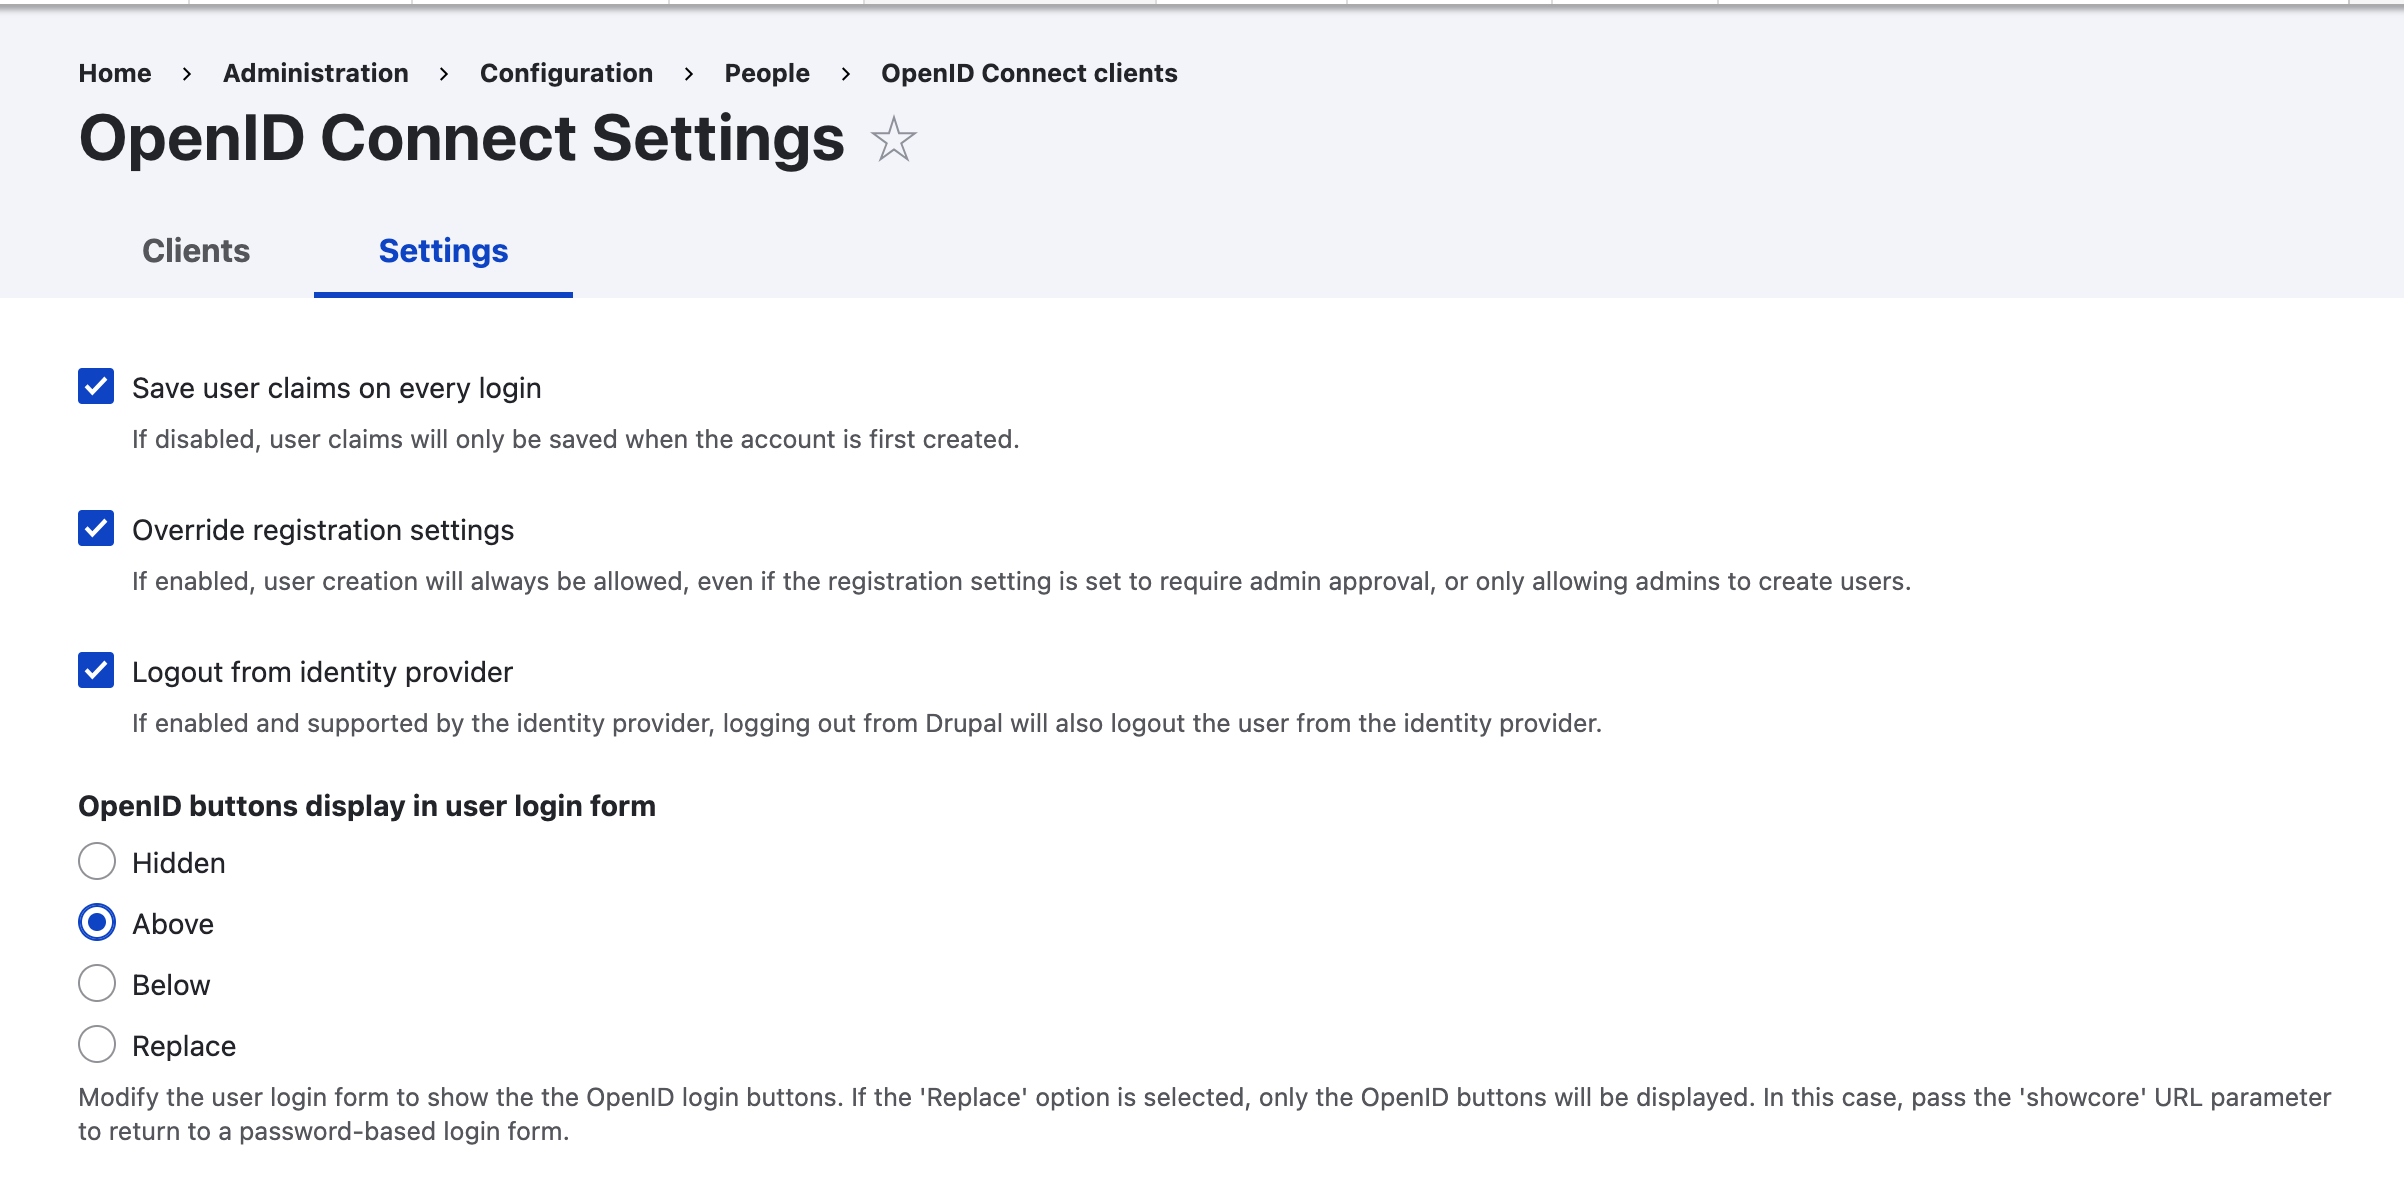 Home > Administration > Configuration > People > OpenID Connect clients
OpenID Connect Settings
Clients Settings
Save user claims on every login
If disabled, user claims will only be saved when the account is first created.
Override registration settings
If enabled, user creation will always be allowed, even if the registration setting is set to require admin approval, or only allowing admins to create users.
Logout from identity provider
If enabled and supported by the identity provider, logging out from Drupal will also logout the user from the identity provider.
OpenID buttons display in user login form
Hidden
Above
Below
Replace
Modify the user login form to show the the OpenID login buttons. If the 'Replace' option is selected, only the OpenID buttons will be displayed. In this case, pass the 'showcore' URL parameter
to return to a password-based login form.